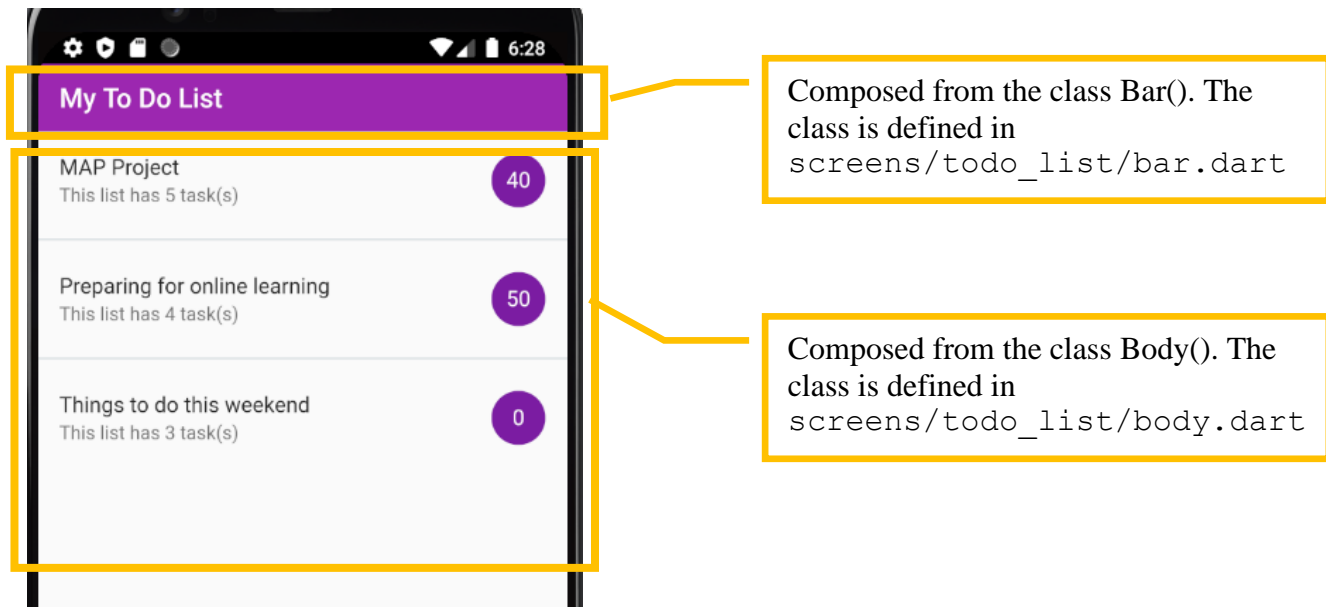 6:28
My To Do List
MAP Project
This list has 5 task(s)
40
Preparing for online learning
This list has 4 task(s)
50
Things to do this weekend
This list has 3 task(s)
0
Composed from the class Bar(). The
class is defined in
screens/todo_list/bar.dart
Composed from the class Body(). The
class is defined in
screens/todo_list/body.dart